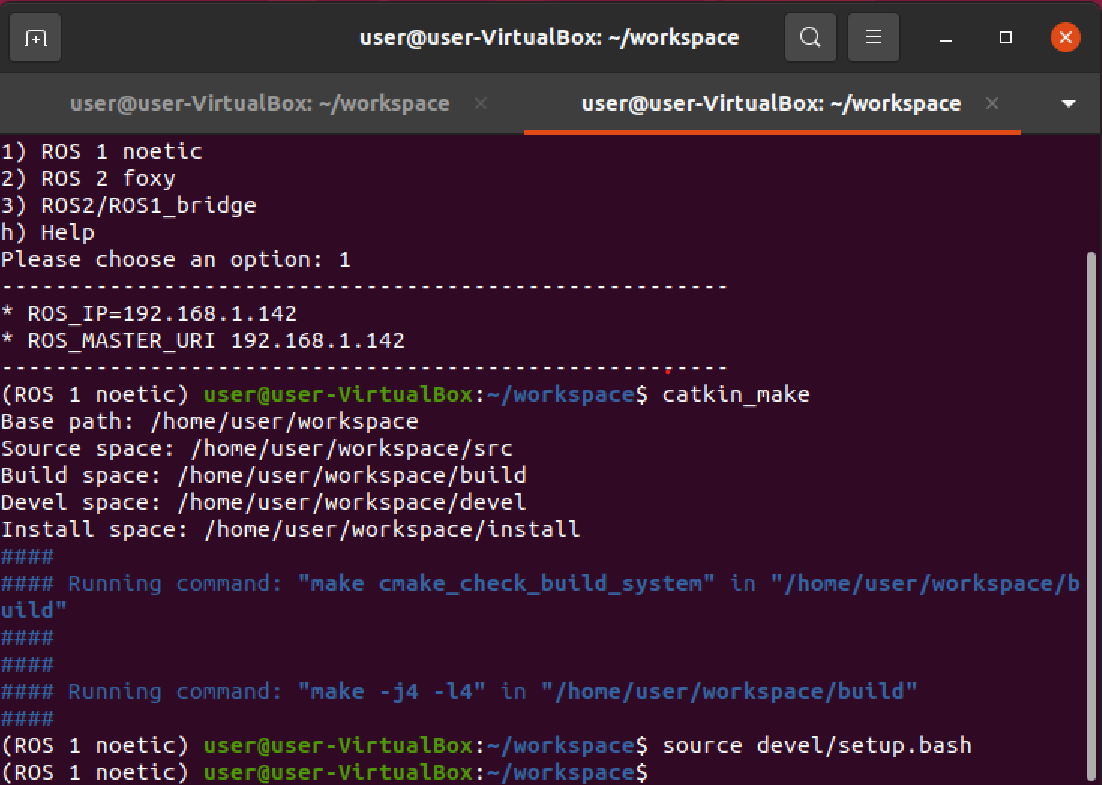 user@user-VirtualBox: ~/workspace
user@user-VirtualBox: ~/workspace
user@user-VirtualBox: ~/workspace
1) ROS 1 noetic
2) ROS 2 foxy
3) ROS2/ROS1_bridge
h) Help
Please choose an option: 1
------------------------------------------------------
* ROS_IP=192.168.1.142
* ROS_MASTER_URI 192.168.1.142
------------------------------------------------------
(ROS 1 noetic) user@user-VirtualBox:~/workspace$ catkin_make
Base path: /home/user/workspace
Source space: /home/user/workspace/src
Build space: /home/user/workspace/build
Devel space: /home/user/workspace/devel
Install space: /home/user/workspace/install
####
#### Running command: "make cmake_check_build_system" in "/home/user/workspace/b
uild"
####
####
#### Running command: "make -j4 -l4" in "/home/user/workspace/build"
####
(ROS 1 noetic) user@user-VirtualBox:~/workspace$ source devel/setup.bash
(ROS 1 noetic) user@user-VirtualBox:~/workspace$